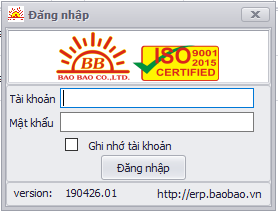 Đăng nhập
BB
BAO BAO CO.,LTD.
ISO 9001
2015
CERTIFIED
Tài khoản
Mật khẩu
Ghi nhớ tài khoản
Đăng nhập
version: 190426.01 http://erp.baobao.vn